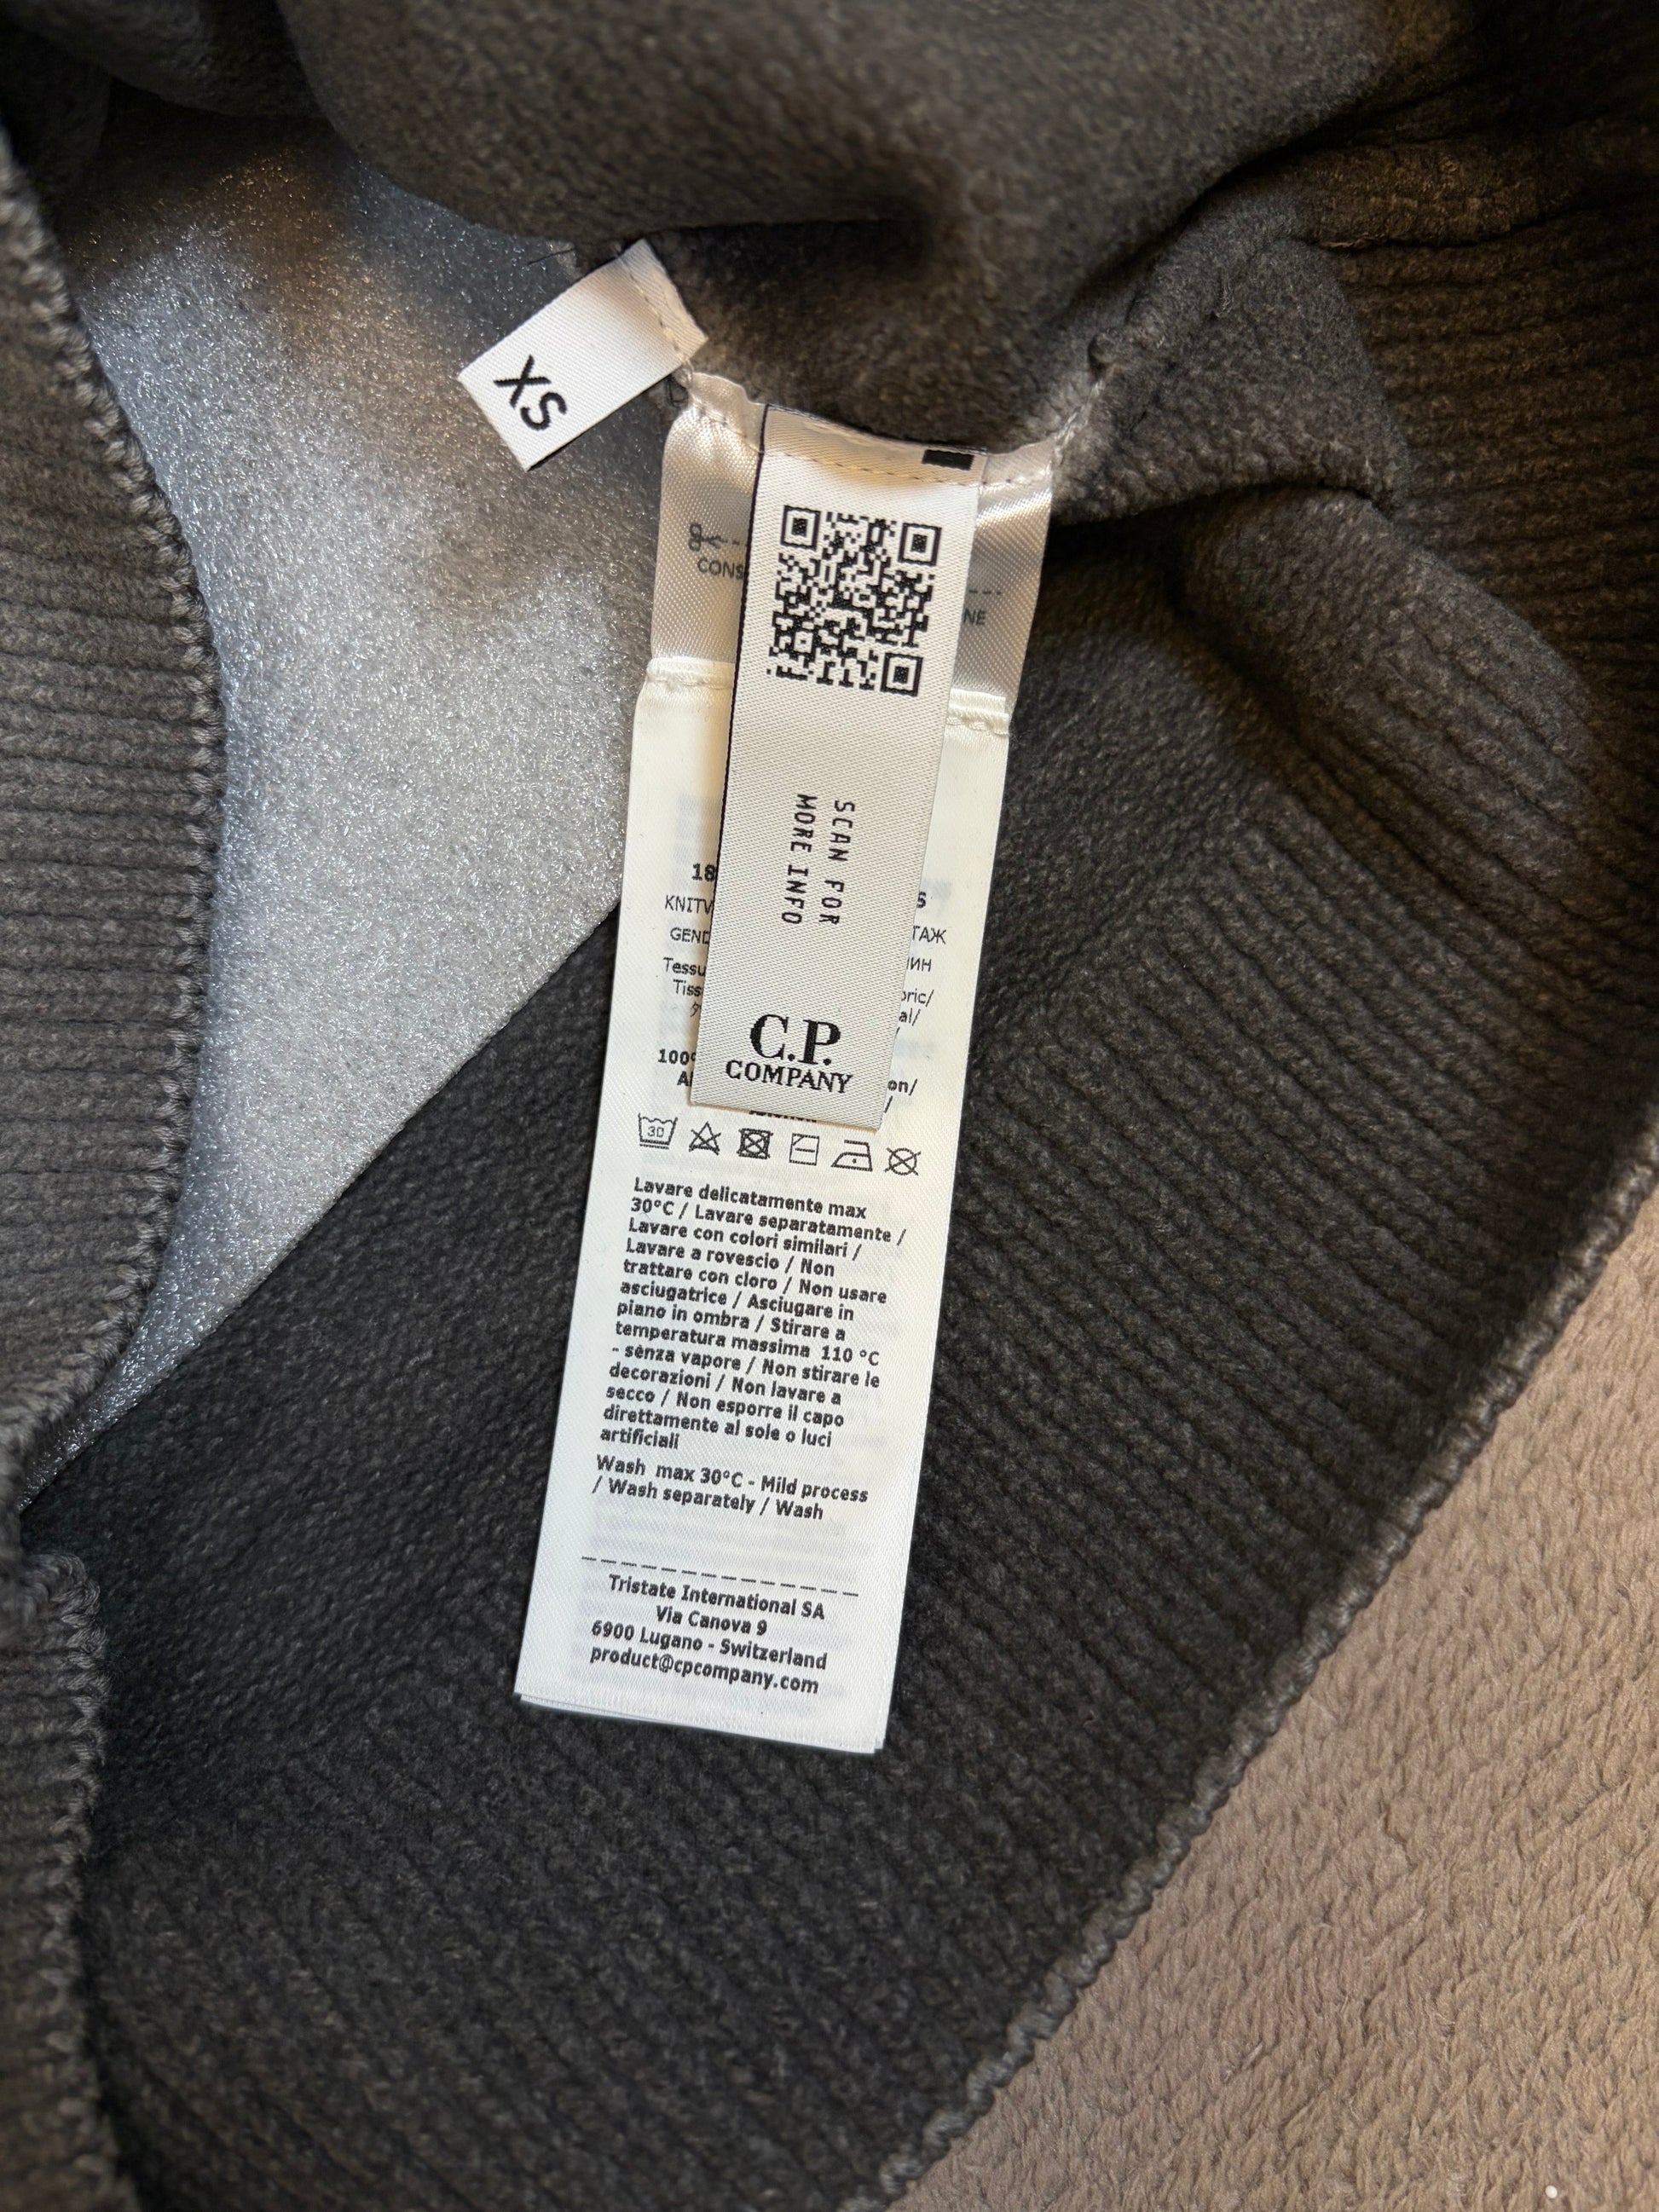 XS
SCAN FOR
MORE INFO
C.P.
COMPANY
30
Lavare delicatamente max
30°C / Lavare separatamente /
Lavare con colori similari /
Lavare a rovescio / Non
trattare con cloro / Non usare
asciugatrice / Asciugare in
piano in ombra / Stirare a
temperatura massima 110 °C
- senza vapore / Non stirare le
decorazioni / Non lavare a
secco / Non esporre il capo
direttamente al sole o luci
artificiali
Wash max 30°C - Mild process
/ Wash separately / Wash
Tristate International SA
Via Canova 9
6900 Lugano - Switzerland
product@cpcompany.com